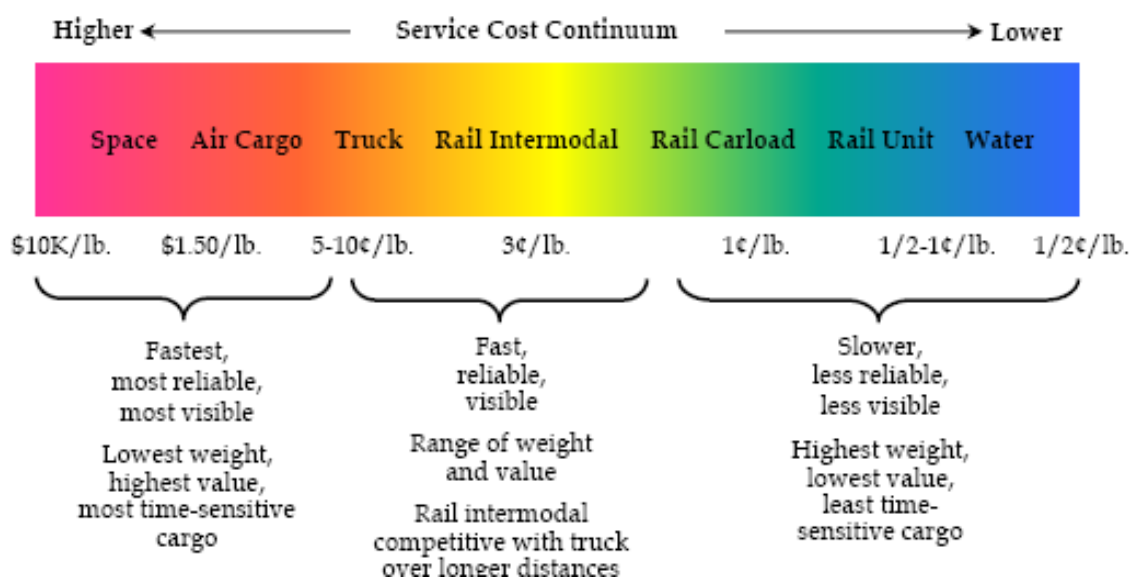 Higher Service Cost Continuum Lower
Space Air Cargo Truck Rail Intermodal Rail Carload Rail Unit Water
$10K/lb. $1.50/lb. 5-10¢/lb. 3¢/lb. 1¢/lb. 1/2-1¢/lb. 1/2¢/lb.
Fastest,
most reliable,
most visible
Lowest weight,
highest value,
most time-sensitive
cargo
Fast,
reliable,
visible
Range of weight
and value
Rail intermodal
competitive with truck
over longer distances
Slower,
less reliable,
less visible
Highest weight,
lowest value,
least time-
sensitive cargo